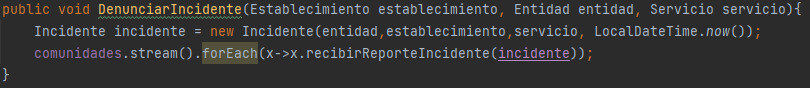 public void DenunciarIncidente(Establecimiento establecimiento, Entidad entidad, Servicio servicio){
Incidente incidente = new Incidente(entidad,establecimiento,servicio, LocalDateTime.now());
comunidades.stream().forEach(x->x.recibirReporteIncidente(incidente));
}